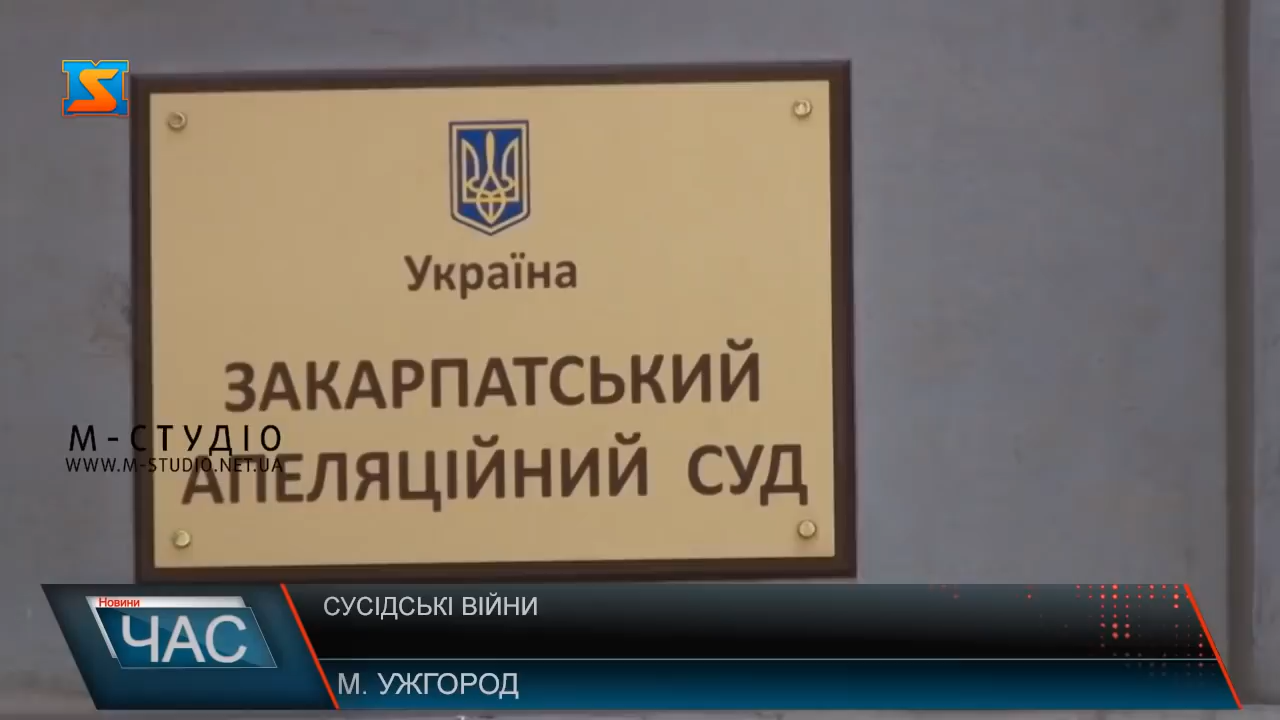 Україна
ЗАКАРПАТСЬКИЙ
АПЕЛЯЦІЙНИЙ СУД
М-СТУДІО
WWW.M-STUDIO.NET.UA
Новини
ЧАС
СУСІДСЬКІ ВІЙНИ
М. УЖГОРОД